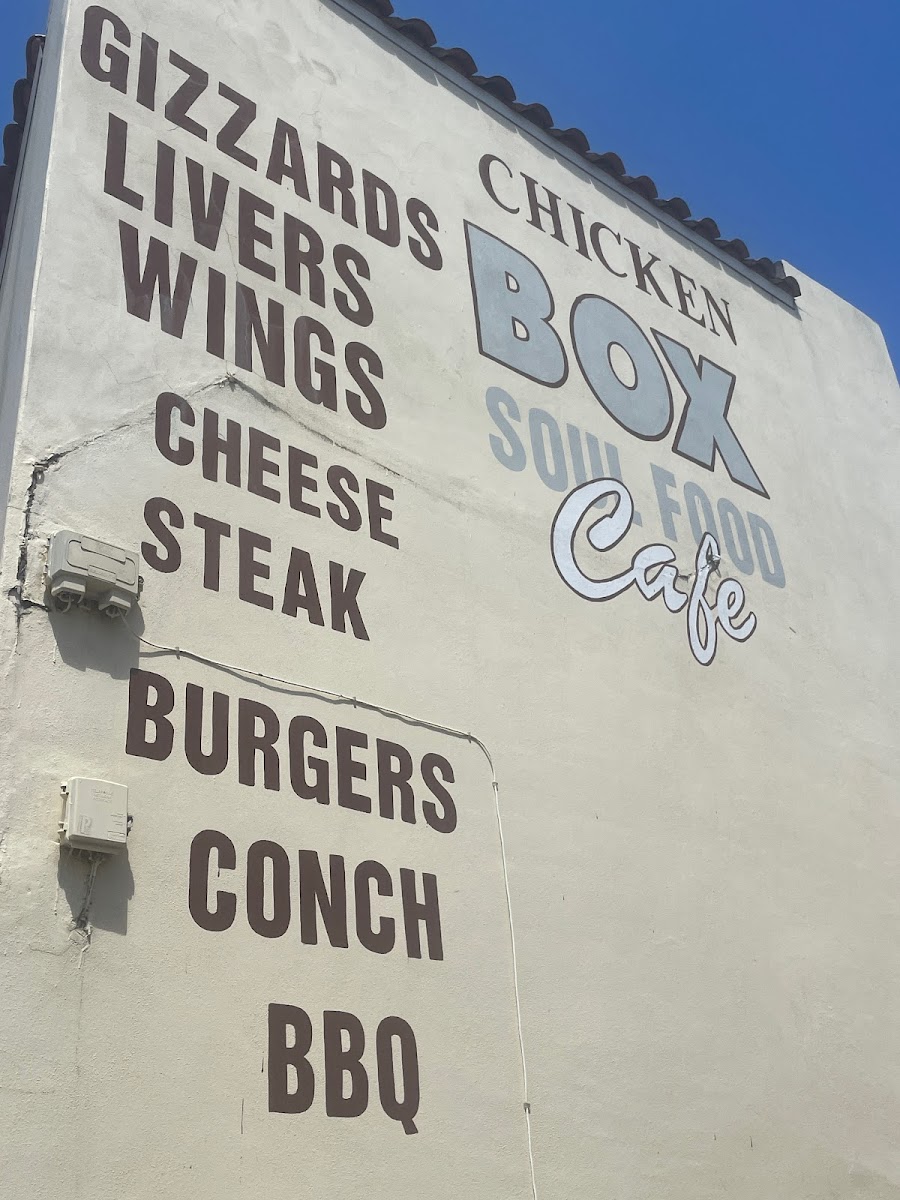 GIZZARDS
LIVERS
WINGS
CHEESE
STEAK
BURGERS
CONCH
BBQ
CHICKEN
BOX
SOUL FOOD
Cafe